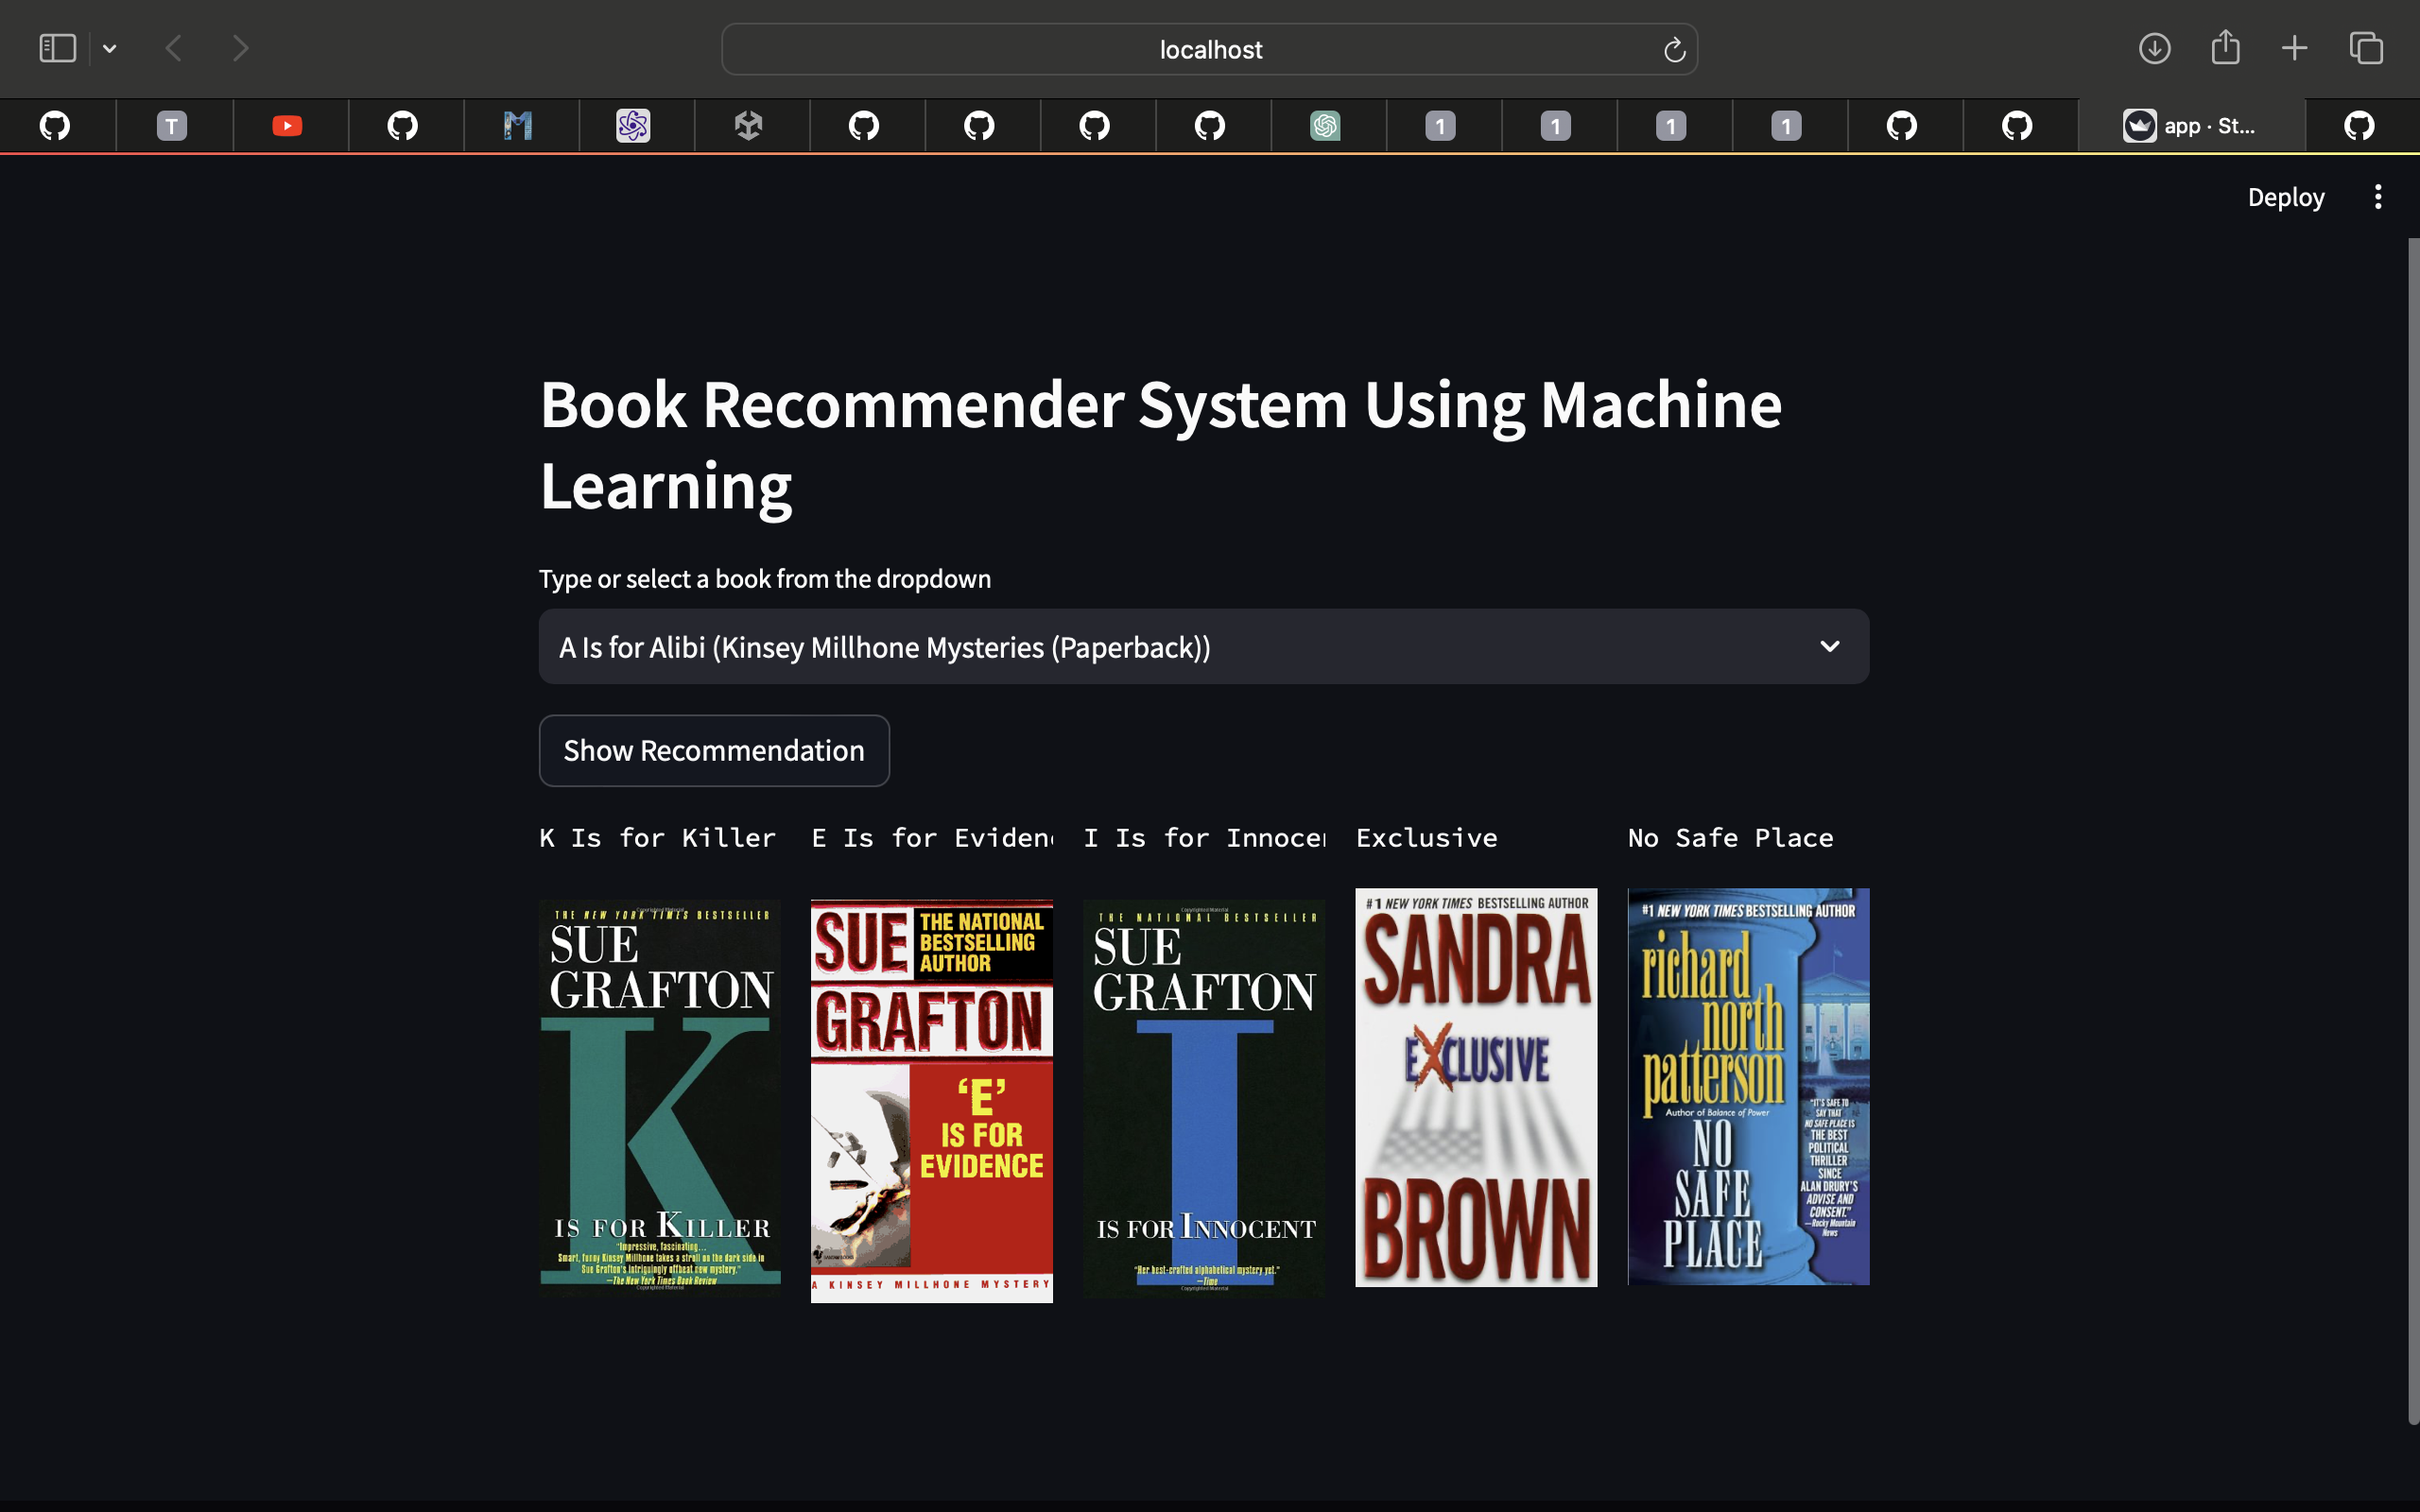 localhost
T
1
1
1
1
app · St...
Deploy
Book Recommender System Using Machine
Learning
Type or select a book from the dropdown
A Is for Alibi (Kinsey Millhone Mysteries (Paperback))
Show Recommendation
K Is for Killer
E Is for Eviden
I Is for Innocen
Exclusive
No Safe Place
THE NEW YORK TIMES BESTSELLER
SUE
GRAFTON
K
IS FOR KILLER
"Impressive, fascinating...
Smart, funny Kinsey Millhone takes a stroll on the dark side in
Sue Grafton's intriguingly offbeat new mystery."
—The New York Times Book Review
SUE
THE NATIONAL
BESTSELLING
AUTHOR
GRAFTON
'E'
IS FOR
EVIDENCE
A KINSEY MILLHONE MYSTERY
THE NATIONAL BESTSELLER
SUE
GRAFTON
I
IS FOR INNOCENT
"Her best-crafted alphabetical mystery yet."
—Time
#1 NEW YORK TIMES BESTSELLING AUTHOR
SANDRA
EXCLUSIVE
BROWN
#1 NEW YORK TIMES BESTSELLING AUTHOR
richard
north
patterson
Author of Balance of Power
NO
SAFE
PLACE
"IT'S SAFE TO
SAY THAT
NO SAFE PLACE IS
THE BEST
POLITICAL
THRILLER
SINCE
ALAN DRURY'S
ADVISE AND
CONSENT."
—Rocky Mountain
News